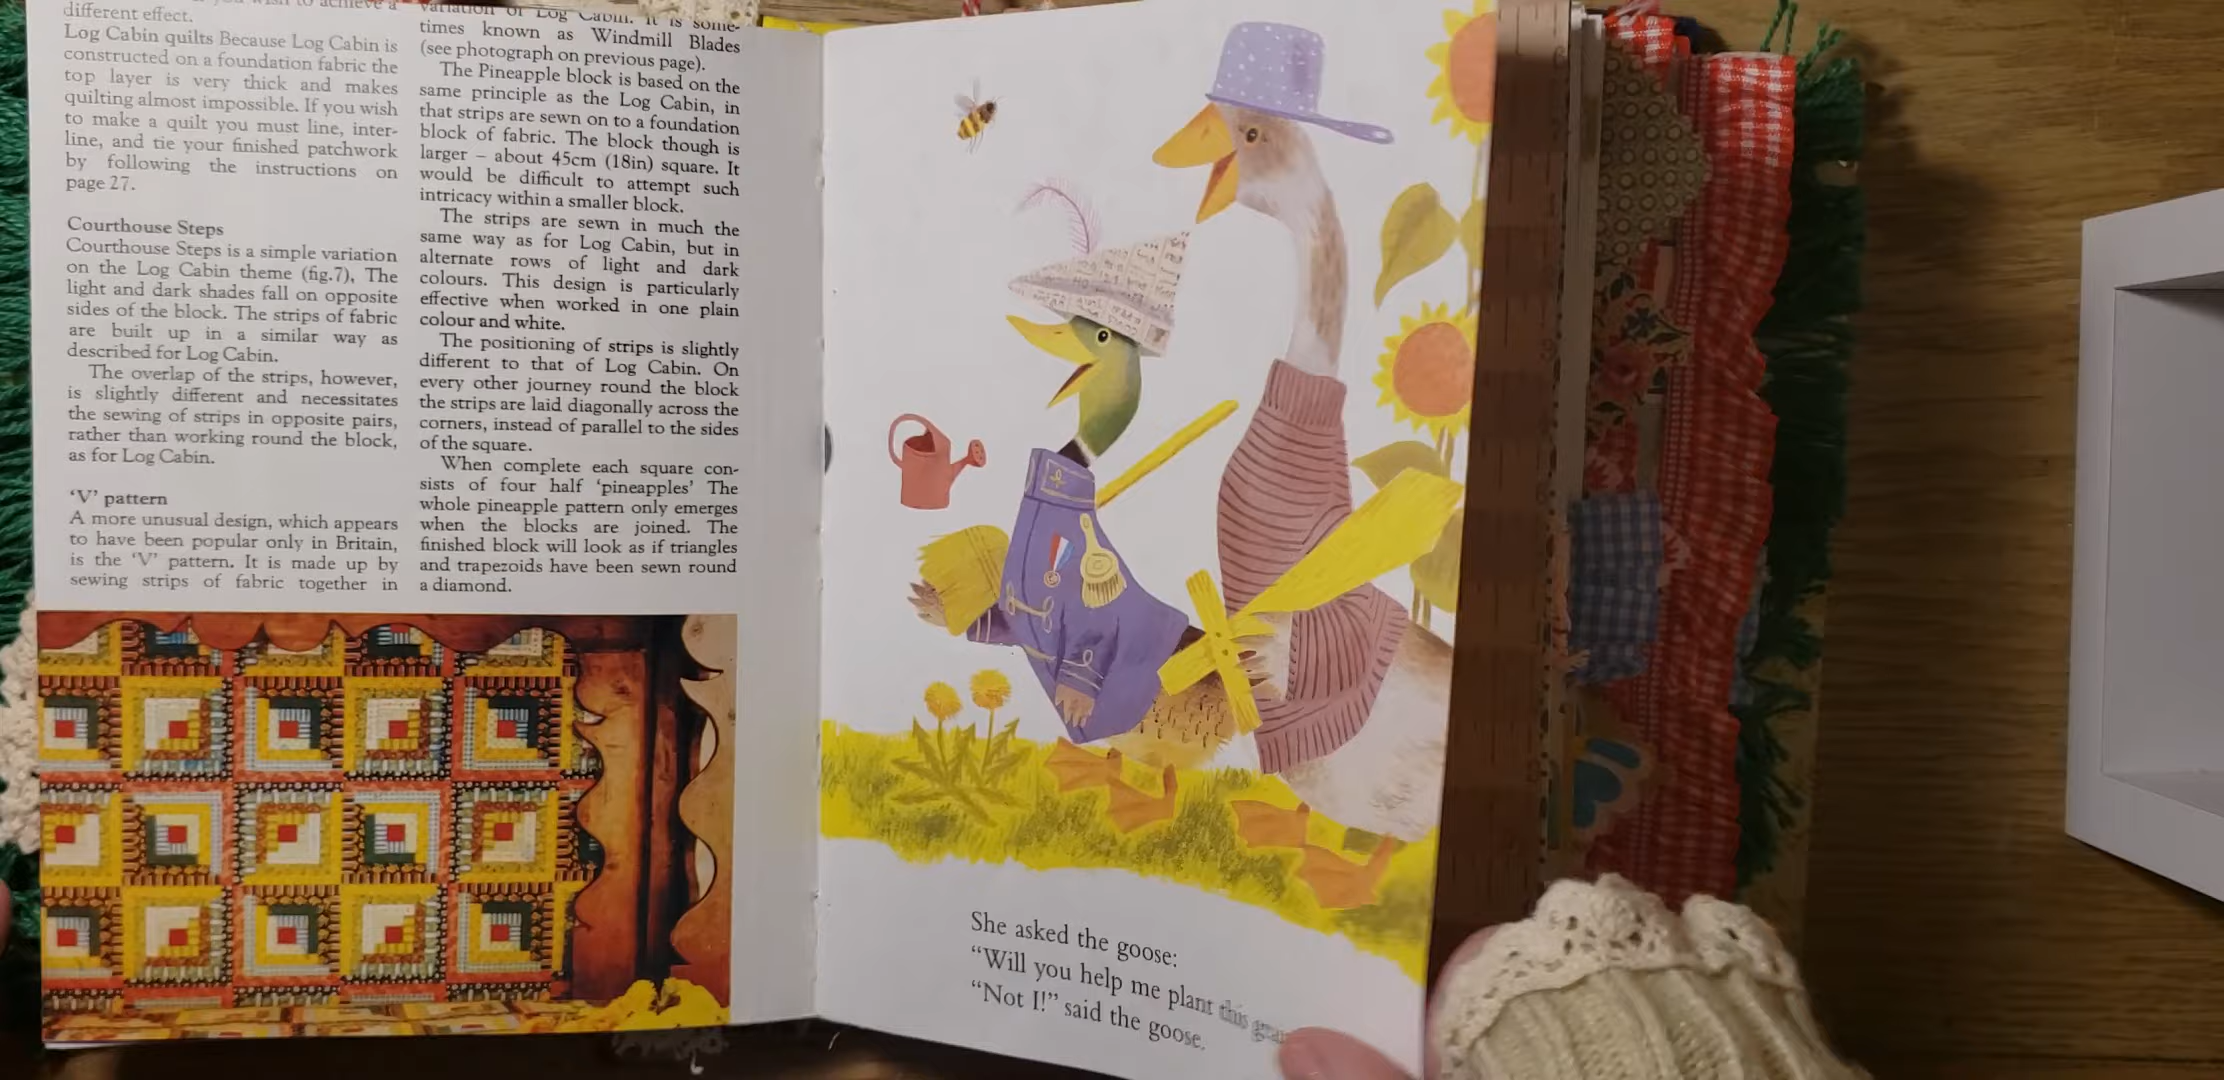 different effect.
Log Cabin quilts Because Log Cabin is
constructed on a foundation fabric the
top layer is very thick and makes
quilting almost impossible. If you wish
to make a quilt you must line, inter-
line, and tie your finished patchwork
by following the instructions on
page 27.
Courthouse Steps
Courthouse Steps is a simple variation
on the Log Cabin theme (fig.7), The
light and dark shades fall on opposite
sides of the block. The strips of fabric
are built up in a similar way as
described for Log Cabin.
The overlap of the strips, however,
is slightly different and necessitates
the sewing of strips in opposite pairs,
rather than working round the block,
as for Log Cabin.
‘V’ pattern
A more unusual design, which appears
to have been popular only in Britain,
is the ‘V’ pattern. It is made up by
sewing strips of fabric together in
variation of Log Cabin. It is some-
times known as Windmill Blades
(see photograph on previous page).
The Pineapple block is based on the
same principle as the Log Cabin, in
that strips are sewn on to a foundation
block of fabric. The block though is
larger – about 45cm (18in) square. It
would be difficult to attempt such
intricacy within a smaller block.
The strips are sewn in much the
same way as for Log Cabin, but in
alternate rows of light and dark
colours. This design is particularly
effective when worked in one plain
colour and white.
The positioning of strips is slightly
different to that of Log Cabin. On
every other journey round the block
the strips are laid diagonally across the
corners, instead of parallel to the sides
of the square.
When complete each square con-
sists of four half ‘pineapples’ The
whole pineapple pattern only emerges
when the blocks are joined. The
finished block will look as if triangles
and trapezoids have been sewn round
a diamond.
She asked the goose:
“Will you help me plant this
“Not I!” said the goose.